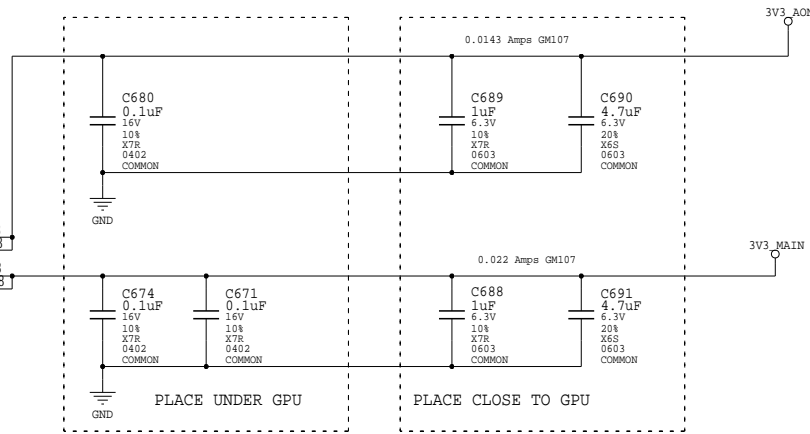 3V3_AON
0.0143 Amps GM107
C680
0.1uF
16V
10%
X7R
0402
COMMON
C689
1uF
6.3V
10%
X7R
0603
COMMON
C690
4.7uF
6.3V
20%
X6S
0603
COMMON
GND
3V3_MAIN
0.022 Amps GM107
C674
0.1uF
16V
10%
X7R
0402
COMMON
C671
0.1uF
16V
10%
X7R
0402
COMMON
C688
1uF
6.3V
10%
X7R
0603
COMMON
C691
4.7uF
6.3V
20%
X6S
0603
COMMON
GND
PLACE UNDER GPU
PLACE CLOSE TO GPU